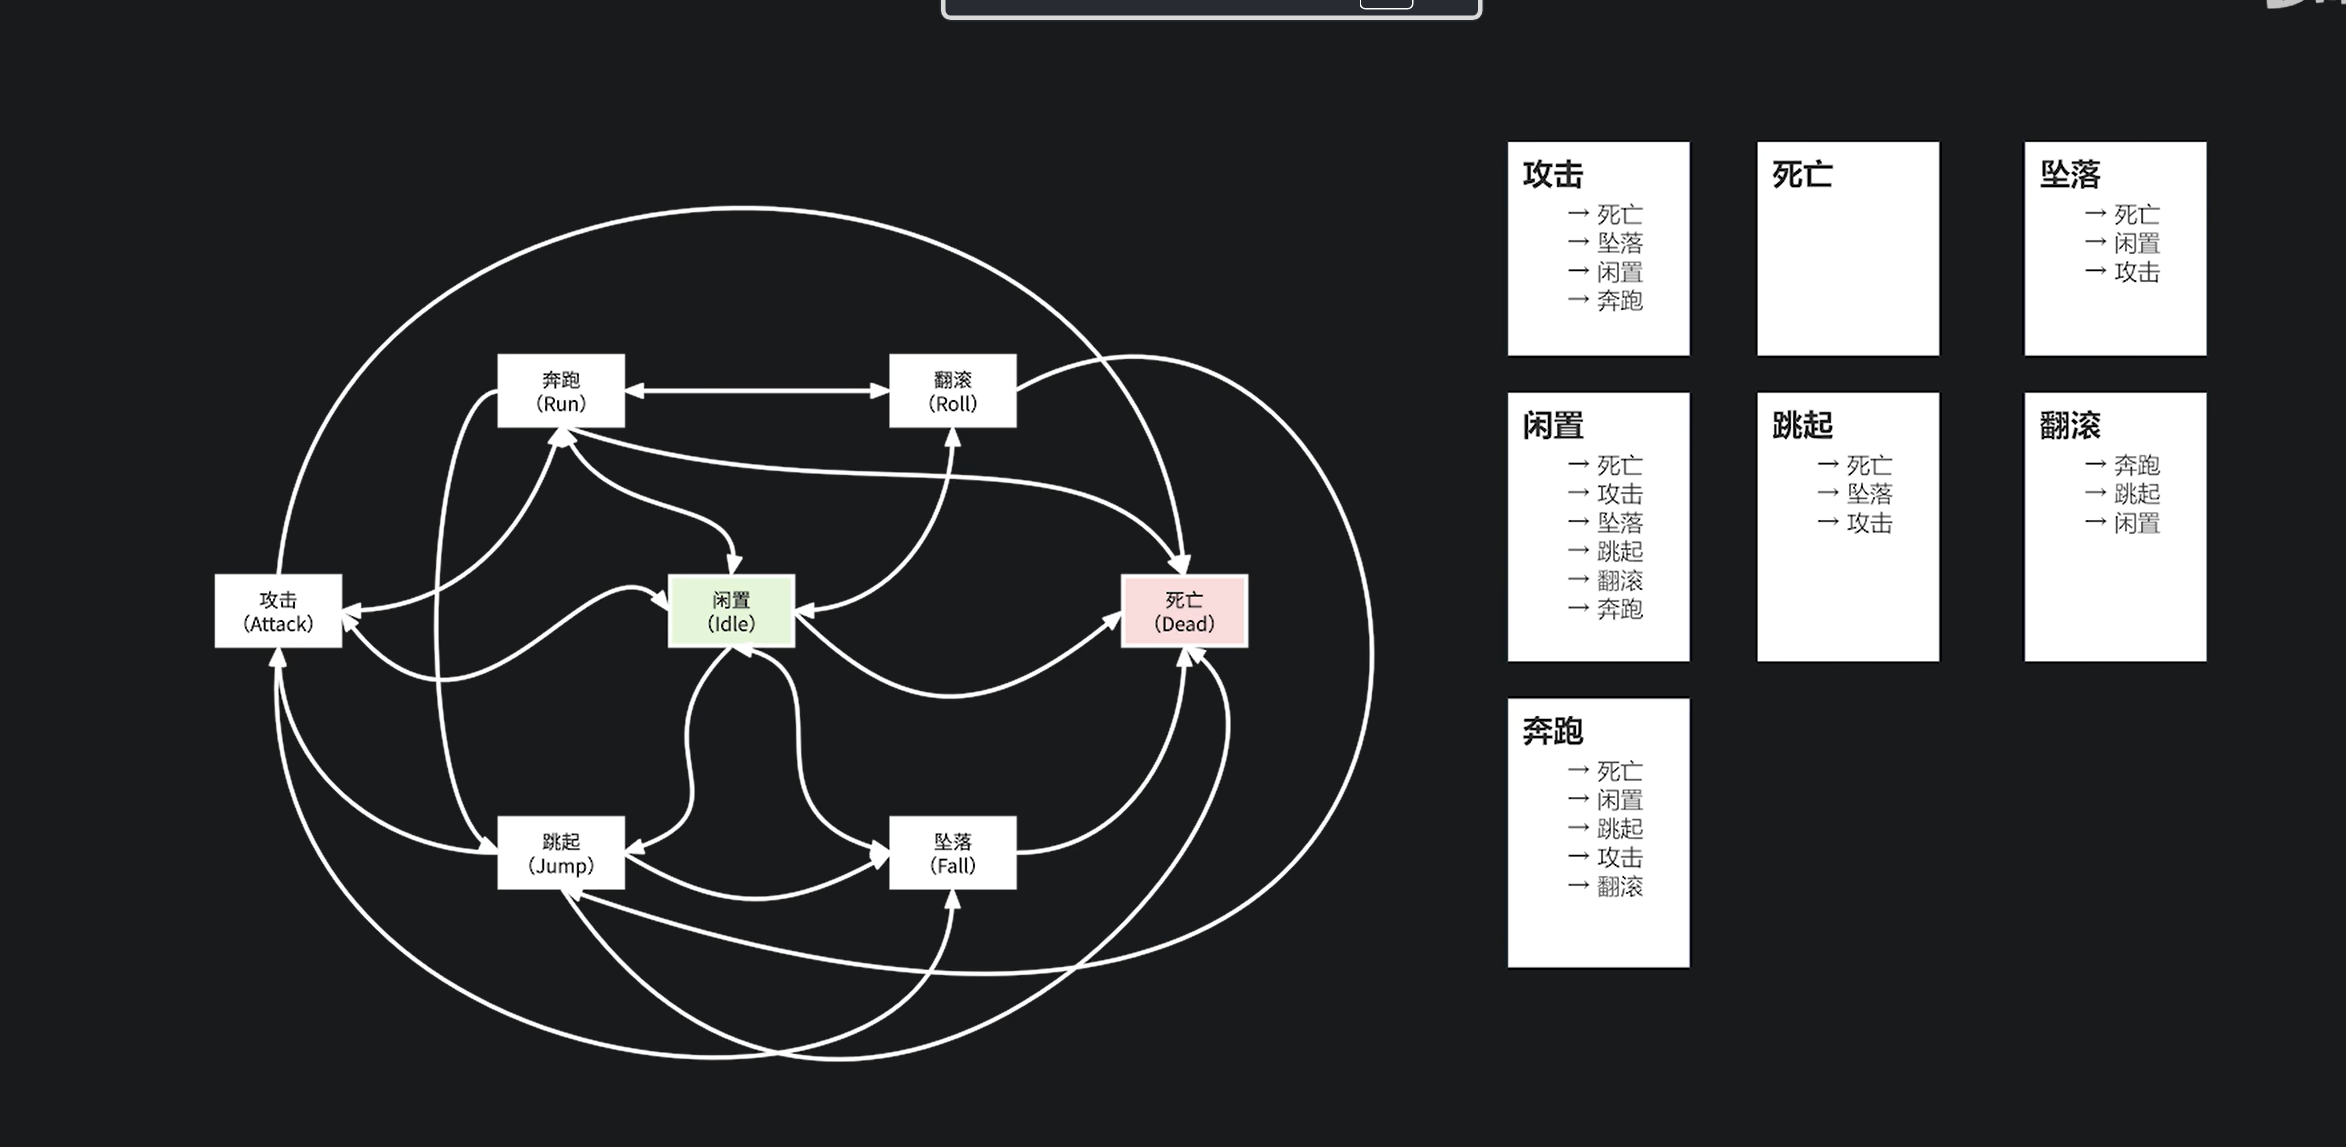 奔跑
(Run)
翻滚
(Roll)
攻击
(Attack)
闲置
(Idle)
死亡
(Dead)
跳起
(Jump)
坠落
(Fall)
攻击
→ 死亡
→ 坠落
→ 闲置
→ 奔跑
死亡
坠落
→ 死亡
→ 闲置
→ 攻击
闲置
→ 死亡
→ 攻击
→ 坠落
→ 跳起
→ 翻滚
→ 奔跑
跳起
→ 死亡
→ 坠落
→ 攻击
翻滚
→ 奔跑
→ 跳起
→ 闲置
奔跑
→ 死亡
→ 闲置
→ 跳起
→ 攻击
→ 翻滚